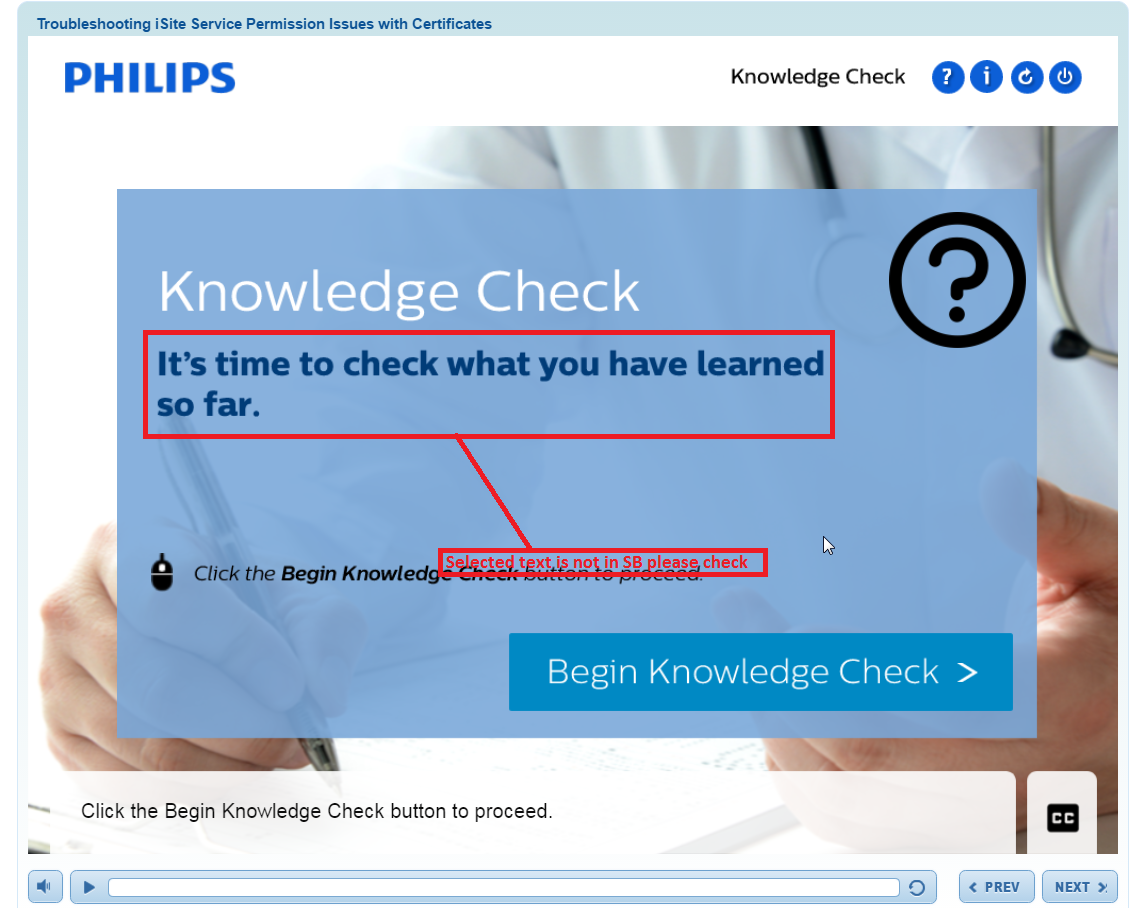 Troubleshooting iSite Service Permission Issues with Certificates
PHILIPS
Knowledge Check
? i
?
Knowledge Check
It's time to check what you have learned
so far.
Selected text is not in SB please check
Click the Begin Knowledge Check button to proceed.
Begin Knowledge Check >
Click the Begin Knowledge Check button to proceed.
CC
< PREV
NEXT >